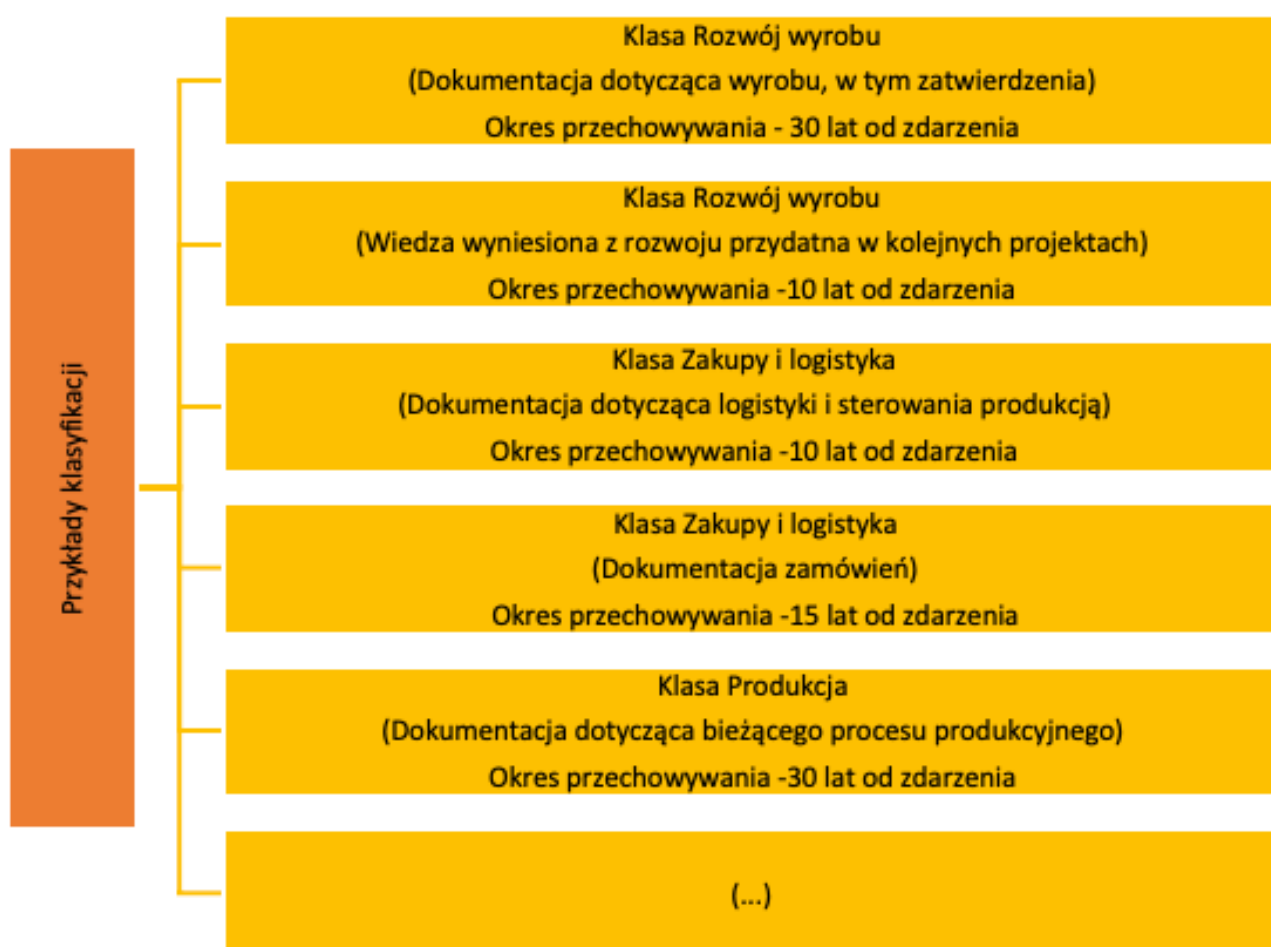 Przykłady klasyfikacji
Klasa Rozwój wyrobu
(Dokumentacja dotycząca wyrobu, w tym zatwierdzenia)
Okres przechowywania - 30 lat od zdarzenia
Klasa Rozwój wyrobu
(Wiedza wyniesiona z rozwoju przydatna w kolejnych projektach)
Okres przechowywania -10 lat od zdarzenia
Klasa Zakupy i logistyka
(Dokumentacja dotycząca logistyki i sterowania produkcją)
Okres przechowywania -10 lat od zdarzenia
Klasa Zakupy i logistyka
(Dokumentacja zamówień)
Okres przechowywania -15 lat od zdarzenia
Klasa Produkcja
(Dokumentacja dotycząca bieżącego procesu produkcyjnego)
Okres przechowywania -30 lat od zdarzenia
(...)